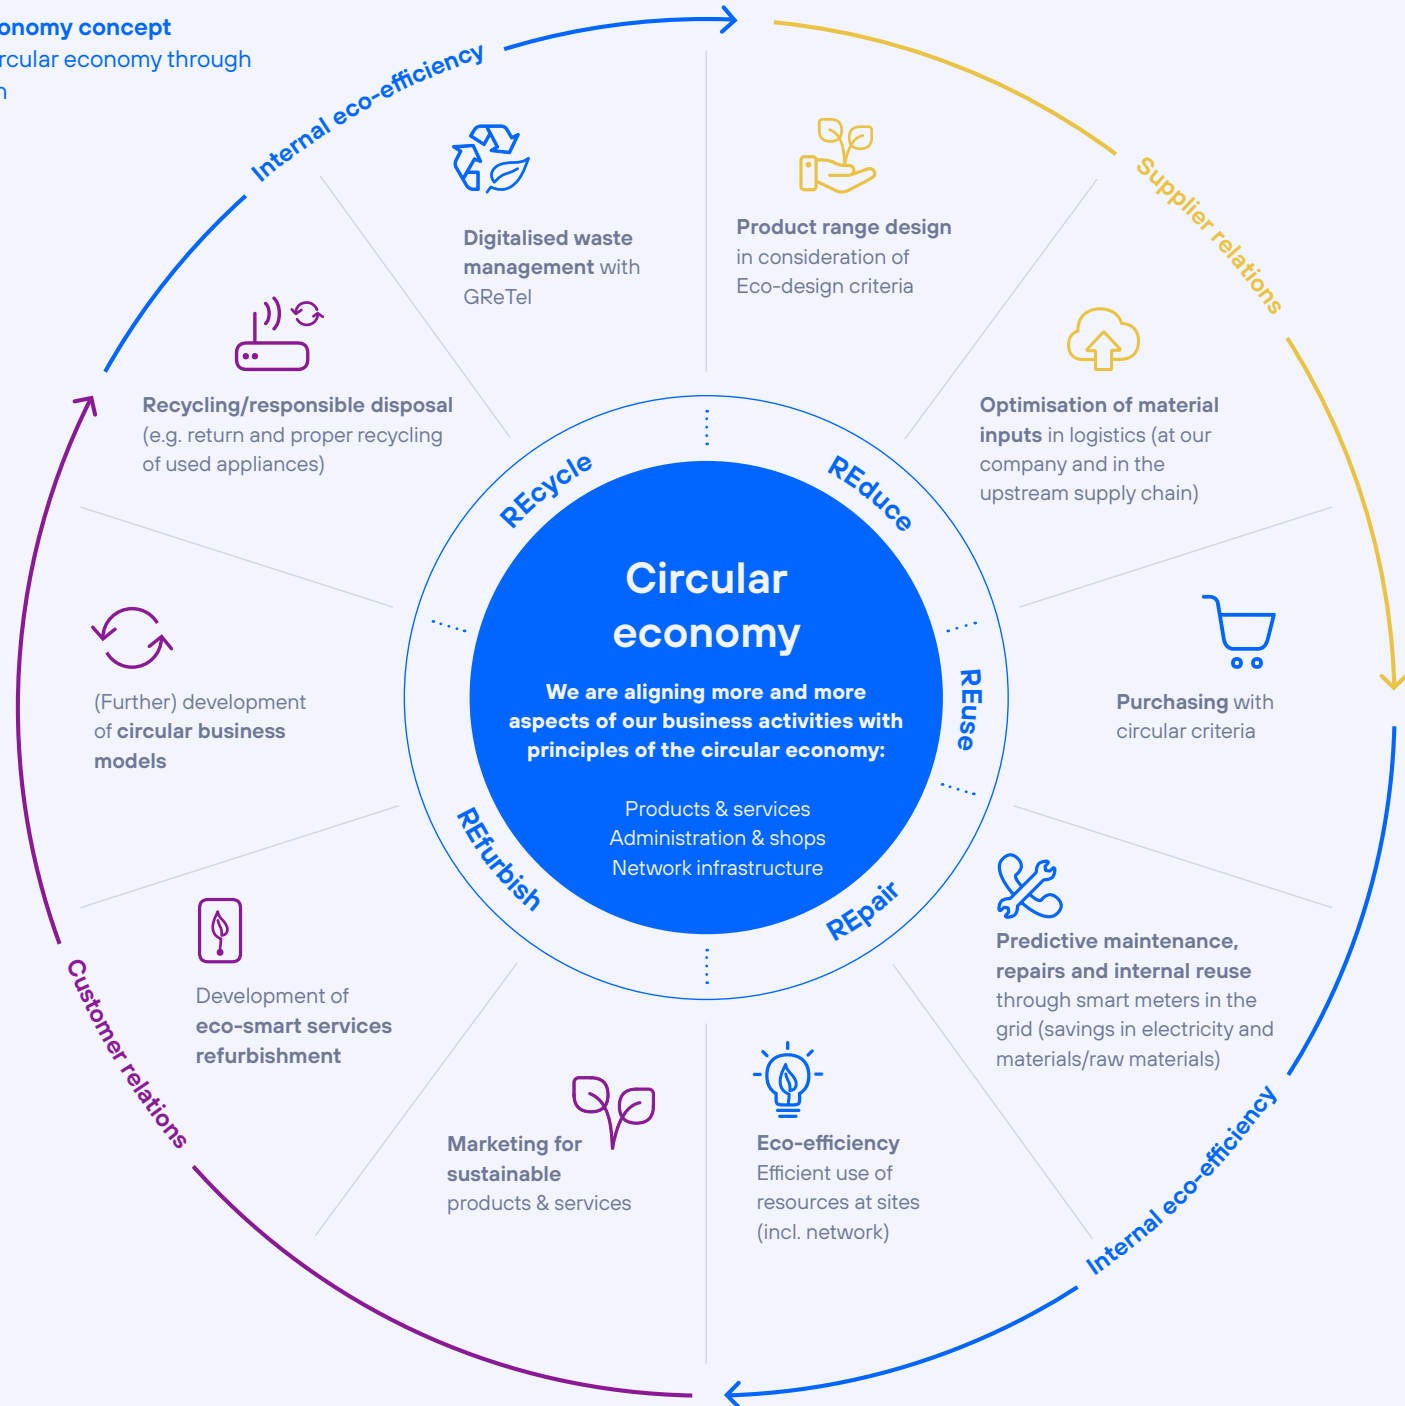 onomy concept
rcular economy through
n
Internal eco-efficiency
Supplier relations
Digitalised waste
management with
GReTel
Product range design
in consideration of
Eco-design criteria
Recycling/responsible disposal
(e.g. return and proper recycling
of used appliances)
Optimisation of material
inputs in logistics (at our
company and in the
upstream supply chain)
REcycle
REduce
REuse
REpair
REfurbish
Circular
economy
We are aligning more and more
aspects of our business activities with
principles of the circular economy:
Products & services
Administration & shops
Network infrastructure
(Further) development
of circular business
models
Purchasing with
circular criteria
Predictive maintenance,
repairs and internal reuse
through smart meters in the
grid (savings in electricity and
materials/raw materials)
Development of
eco-smart services
refurbishment
Marketing for
sustainable
products & services
Eco-efficiency
Efficient use of
resources at sites
(incl. network)
Customer relations
Internal eco-efficiency